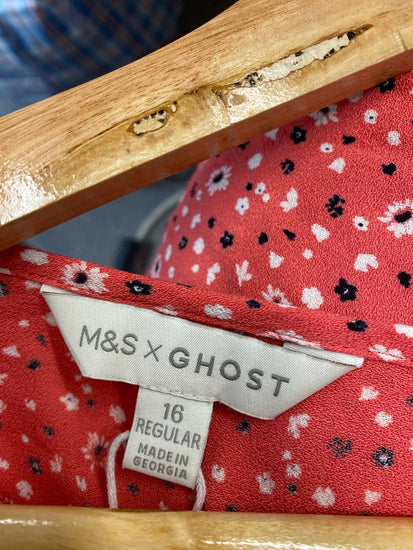 M&S × GHOST
16
REGULAR
MADE IN
GEORGIA